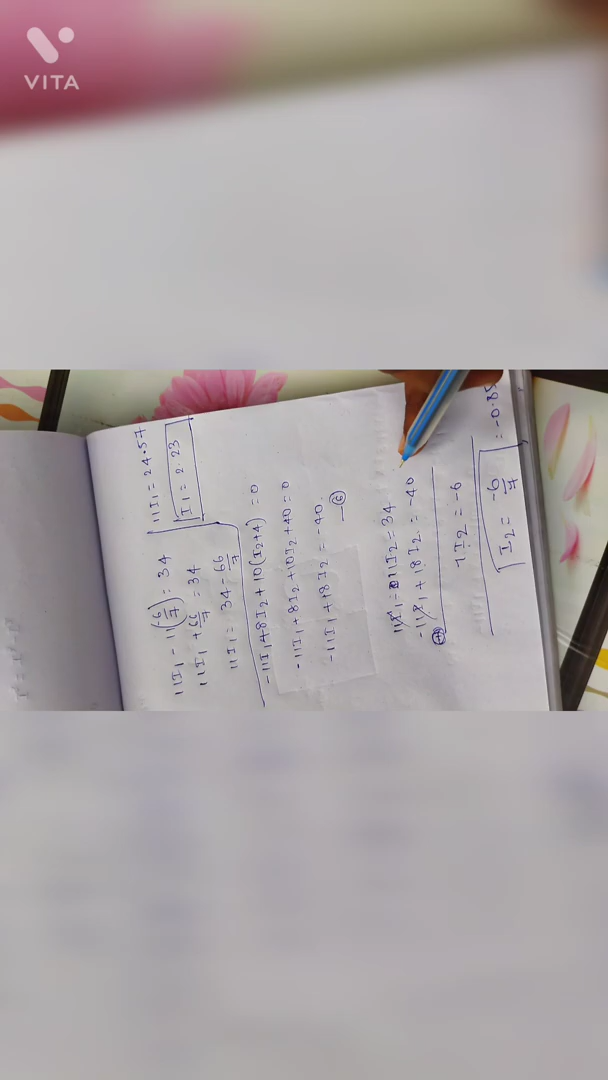 VITA
11I₁ - 11(6/7) = 34
11I₁ + 66/7 = 34
11I₁ = 34 - 66/7
11I₁ = 24.57
I₁ = 2.23
-11I₁ + 8I₂ + 10(I₂+4) = 0
-11I₁ + 8I₂ + 10I₂ + 40 = 0
-11I₁ + 18I₂ = -40
⑥
11I₁ - 11I₂ = 34
-11I₁ + 18I₂ = -40
7I₂ = -6
I₂ = -6/7 = -0.85